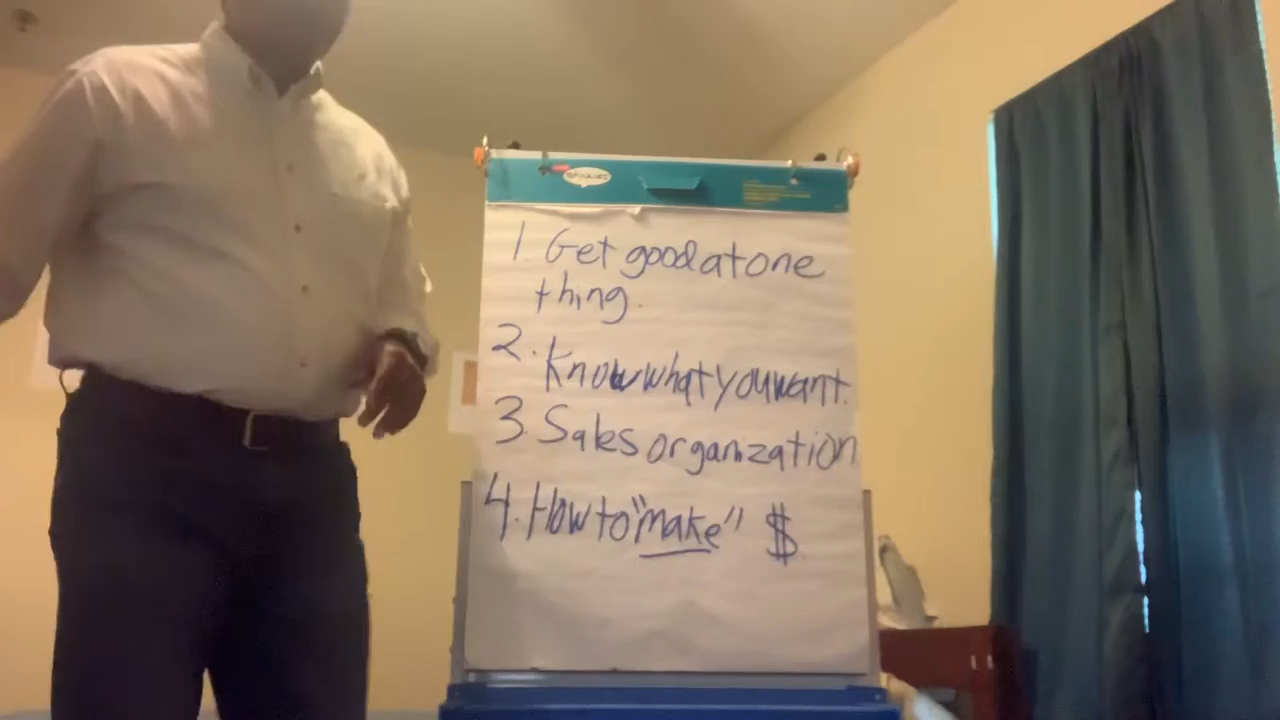 1. Get good at one
thing.
2. Know what you want.
3. Sales organization
4. How to "make" $